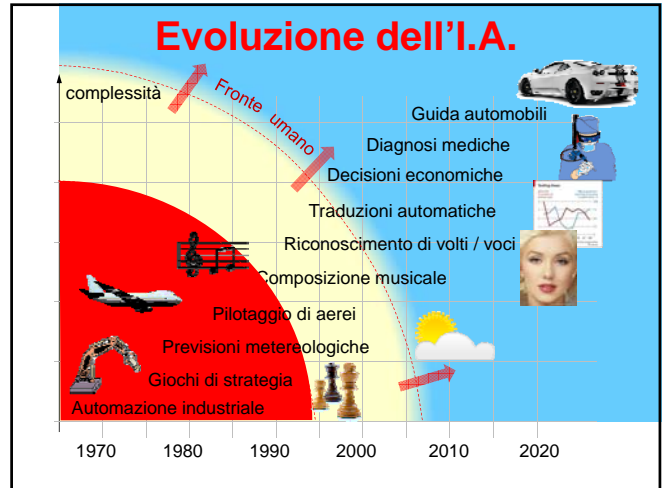 Evoluzione dell'I.A.
complessità
Fronte umano
Guida automobili
Diagnosi mediche
Decisioni economiche
Traduzioni automatiche
Riconoscimento di volti / voci
Composizione musicale
Pilotaggio di aerei
Previsioni metereologiche
Giochi di strategia
Automazione industriale
1970 1980 1990 2000 2010 2020